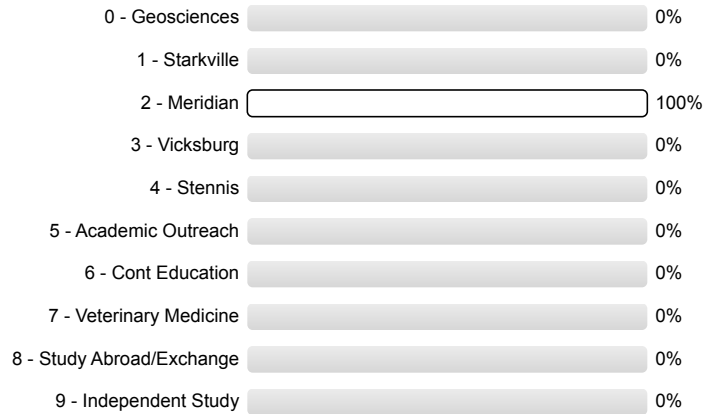 0 - Geosciences 0%
1 - Starkville 0%
2 - Meridian 100%
3 - Vicksburg 0%
4 - Stennis 0%
5 - Academic Outreach 0%
6 - Cont Education 0%
7 - Veterinary Medicine 0%
8 - Study Abroad/Exchange 0%
9 - Independent Study 0%